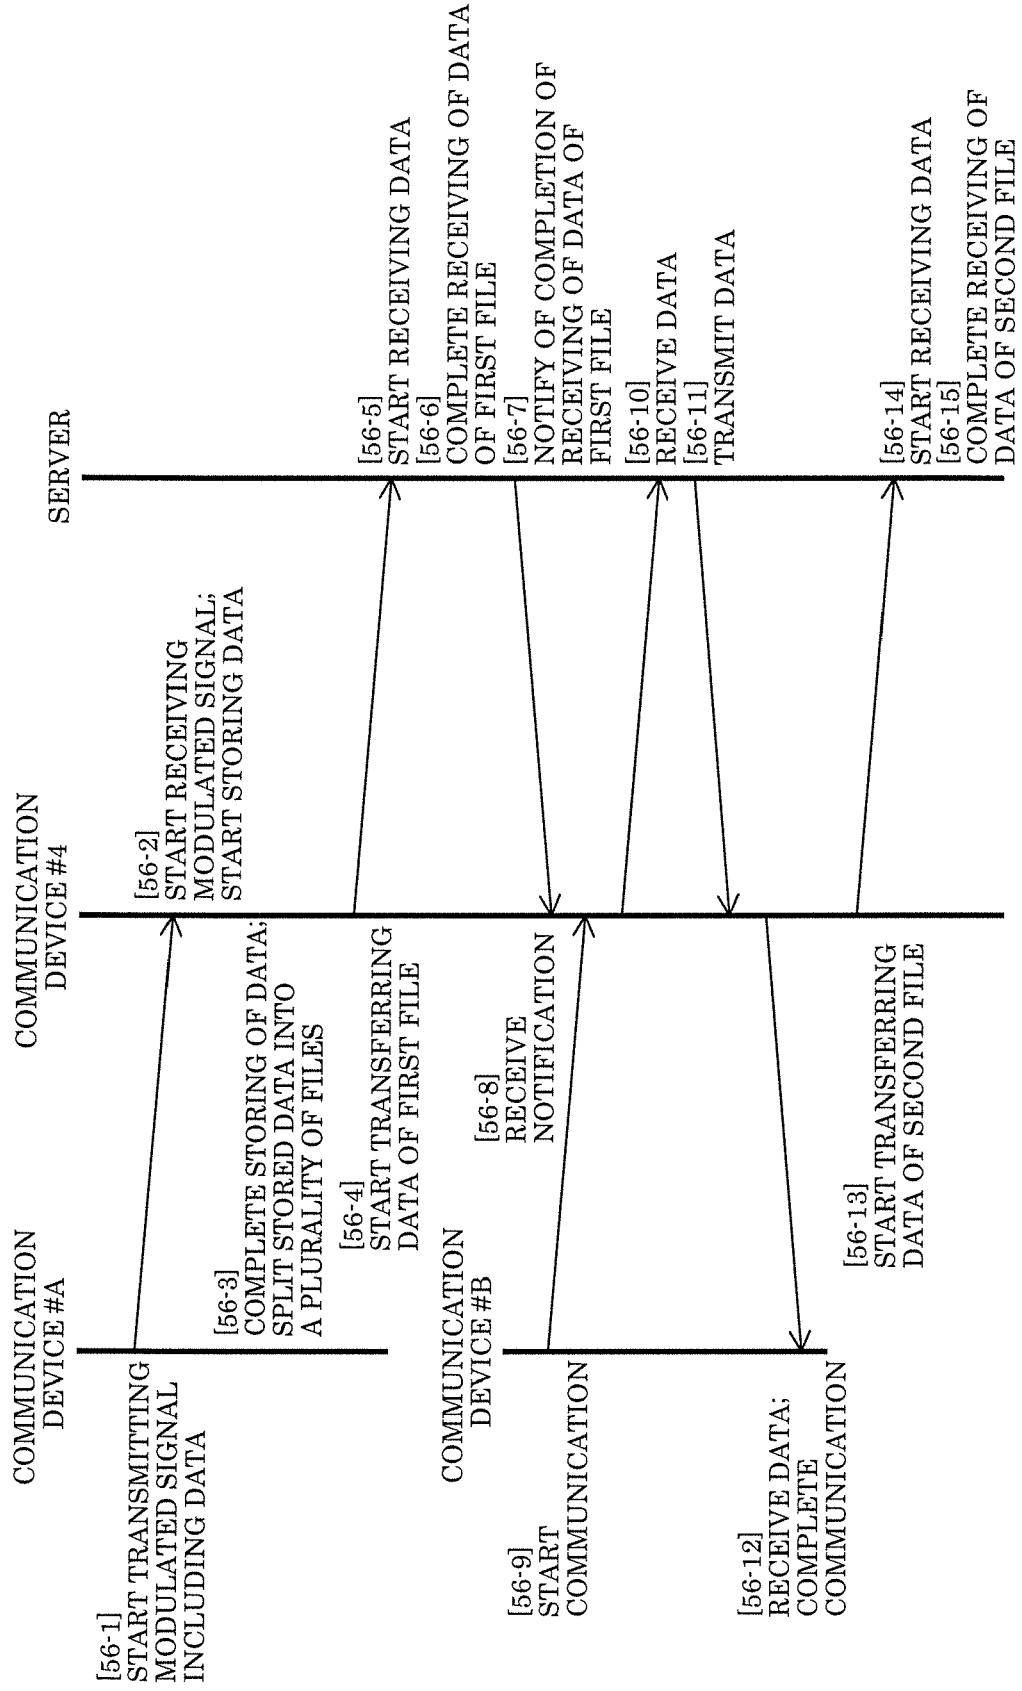 COMMUNICATION
DEVICE #A
COMMUNICATION
DEVICE #4
SERVER
[56-1]
START TRANSMITTING
MODULATED SIGNAL
INCLUDING DATA
[56-2]
START RECEIVING
MODULATED SIGNAL;
START STORING DATA
[56-3]
COMPLETE STORING OF DATA;
SPLIT STORED DATA INTO
A PLURALITY OF FILES
[56-4]
START TRANSFERRING
DATA OF FIRST FILE
[56-5]
START RECEIVING DATA
[56-6]
COMPLETE RECEIVING OF DATA
OF FIRST FILE
[56-7]
NOTIFY OF COMPLETION OF
RECEIVING OF DATA OF
FIRST FILE
COMMUNICATION
DEVICE #B
[56-8]
RECEIVE
NOTIFICATION
[56-9]
START
COMMUNICATION
[56-10]
RECEIVE DATA
[56-11]
TRANSMIT DATA
[56-12]
RECEIVE DATA;
COMPLETE
COMMUNICATION
[56-13]
START TRANSFERRING
DATA OF SECOND FILE
[56-14]
START RECEIVING DATA
[56-15]
COMPLETE RECEIVING OF
DATA OF SECOND FILE